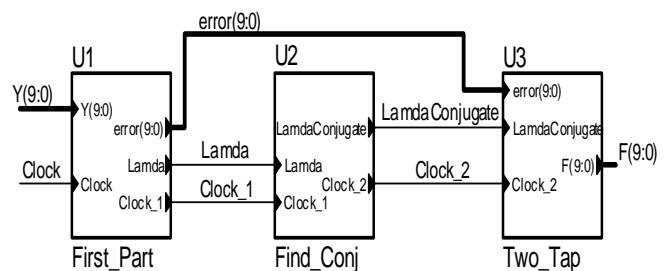 error(9:0)
U1
U2
U3
Y(9:0)
Y(9:0)
error(9:0)
error(9:0)
LamdaConjugate
LamdaConjugate
LamdaConjugate
Lamda
Lamda
Lamda
F(9:0)
F(9:0)
Clock
Clock
Clock_1
Clock_1
Clock_1
Clock_2
Clock_2
Clock_2
First_Part
Find_Conj
Two_Tap